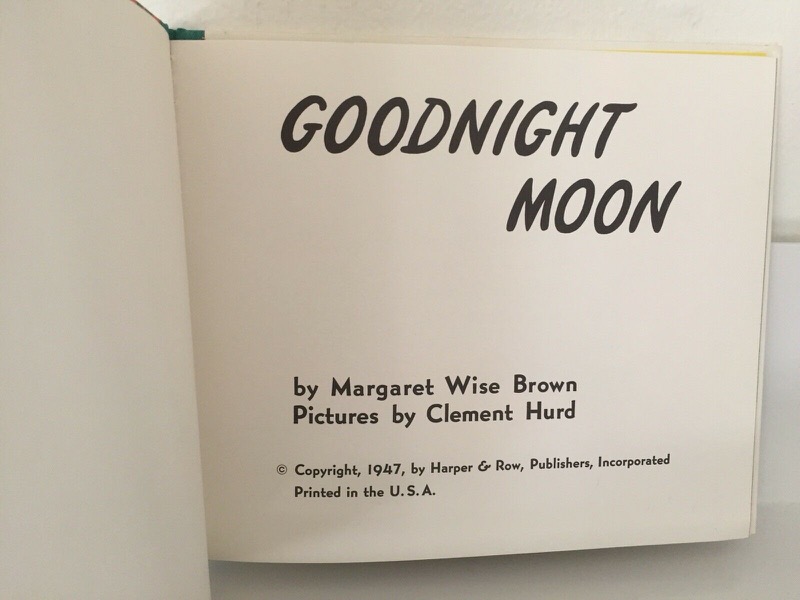 GOODNIGHT
MOON
by Margaret Wise Brown
Pictures by Clement Hurd
© Copyright, 1947, by Harper & Row, Publishers, Incorporated
Printed in the U.S.A.